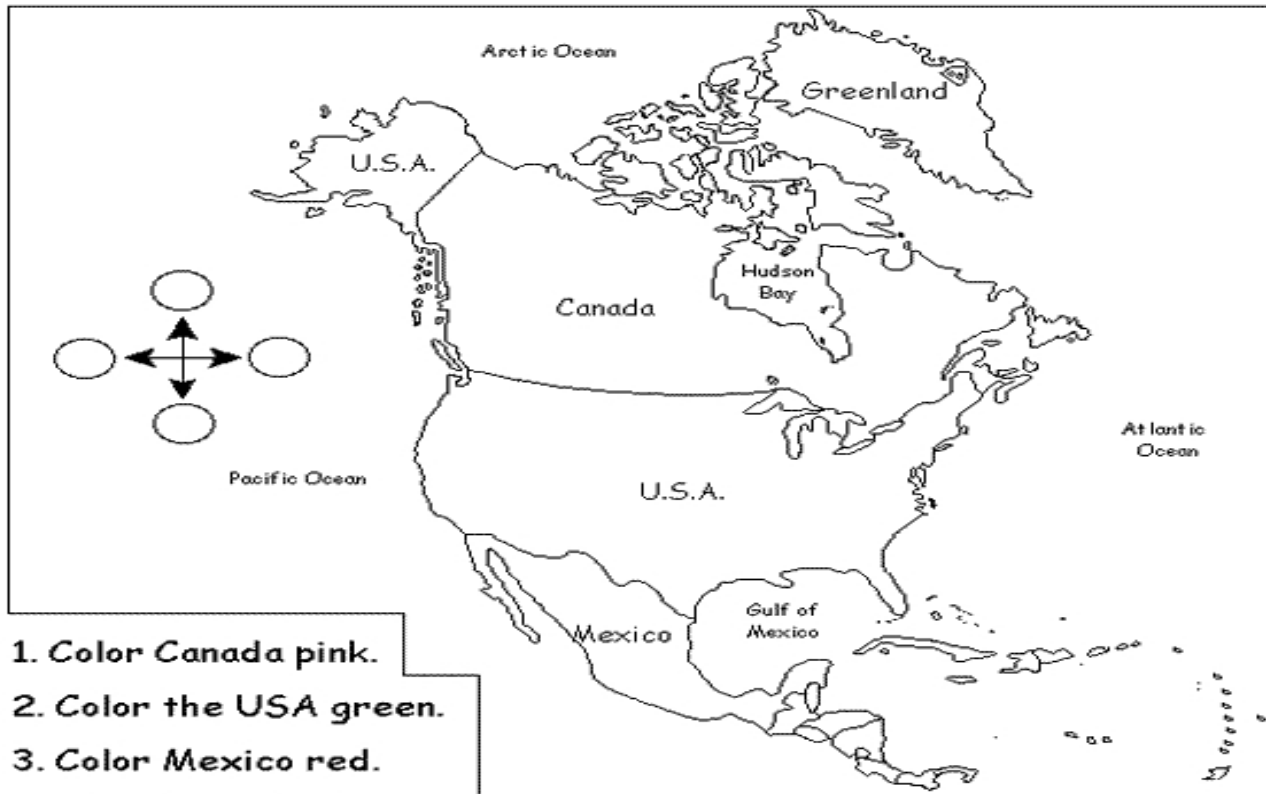 Arctic Ocean
Greenland
U.S.A.
Hudson
Bay
Canada
Atlantic
Ocean
Pacific Ocean
U.S.A.
Gulf of
Mexico
Mexico
1. Color Canada pink.
2. Color the USA green.
3. Color Mexico red.